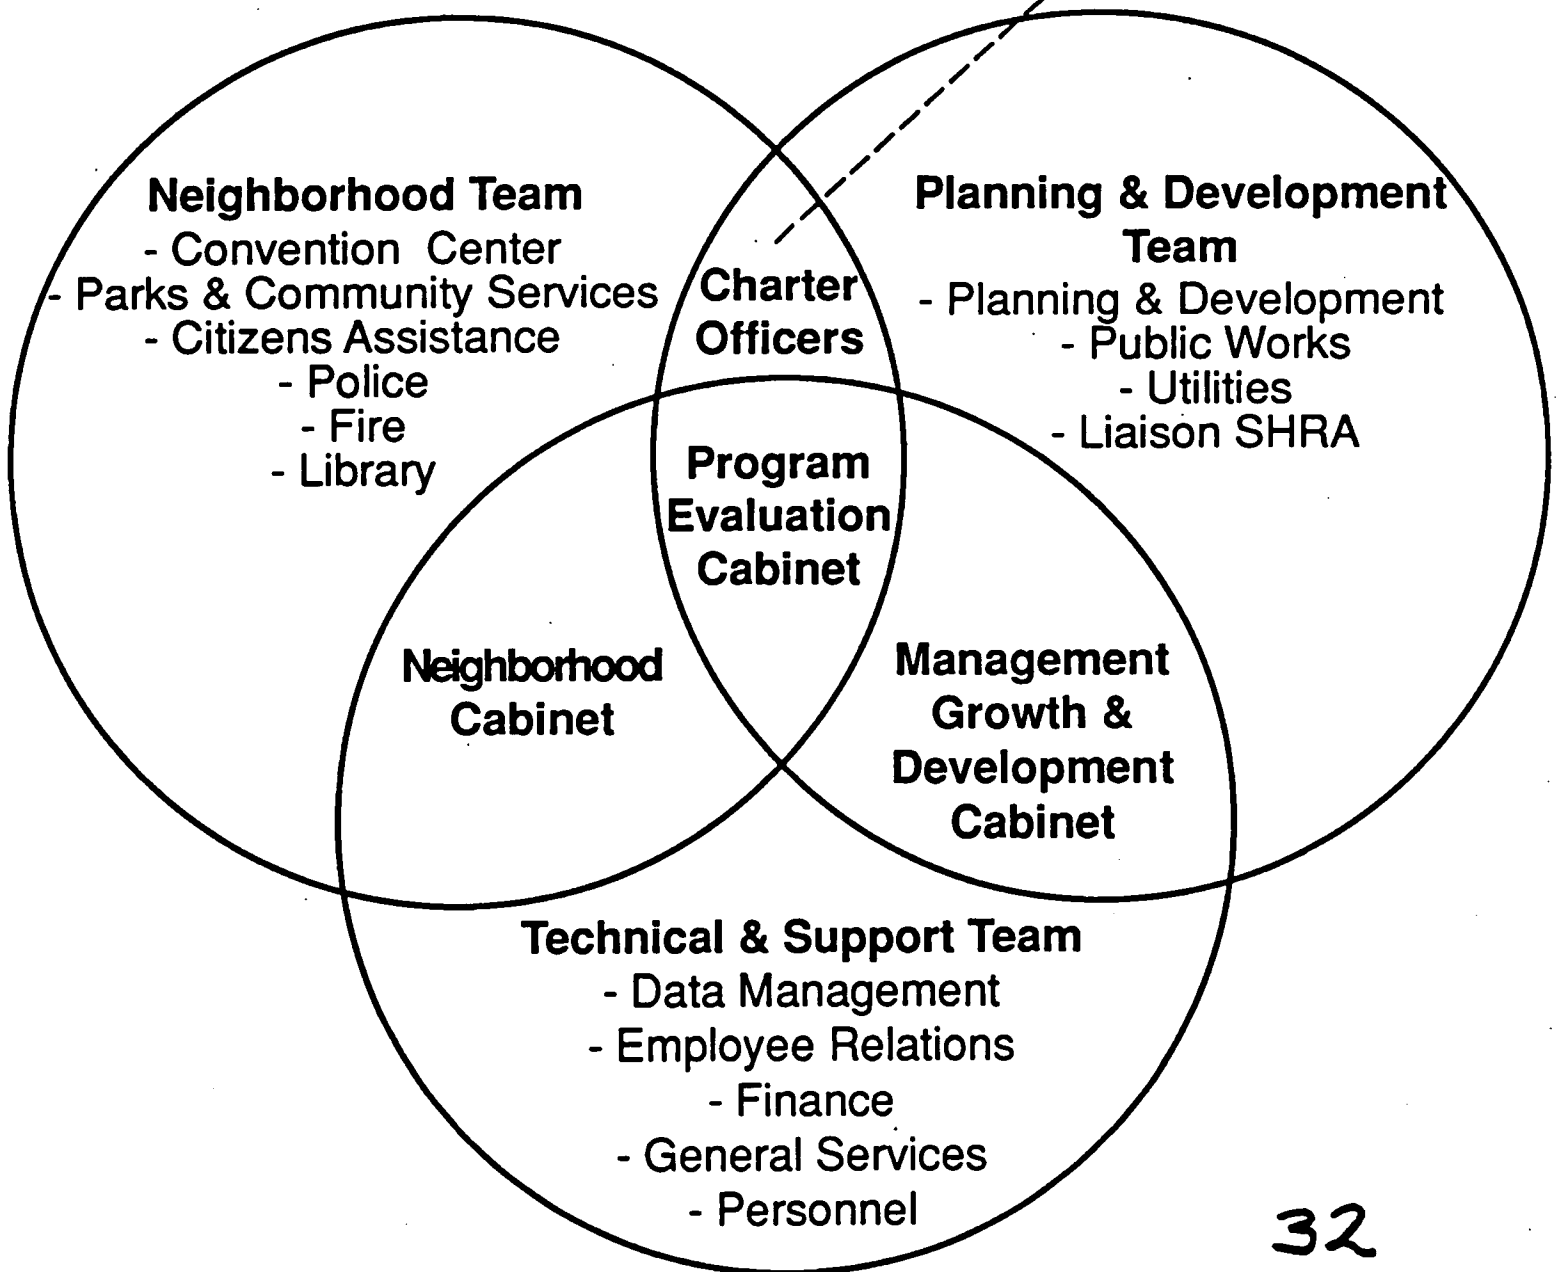 Neighborhood Team
- Convention Center
- Parks & Community Services
- Citizens Assistance
- Police
- Fire
- Library
Charter
Officers
Planning & Development
Team
- Planning & Development
- Public Works
- Utilities
- Liaison SHRA
Program
Evaluation
Cabinet
Neighborhood
Cabinet
Management
Growth &
Development
Cabinet
Technical & Support Team
- Data Management
- Employee Relations
- Finance
- General Services
- Personnel
32